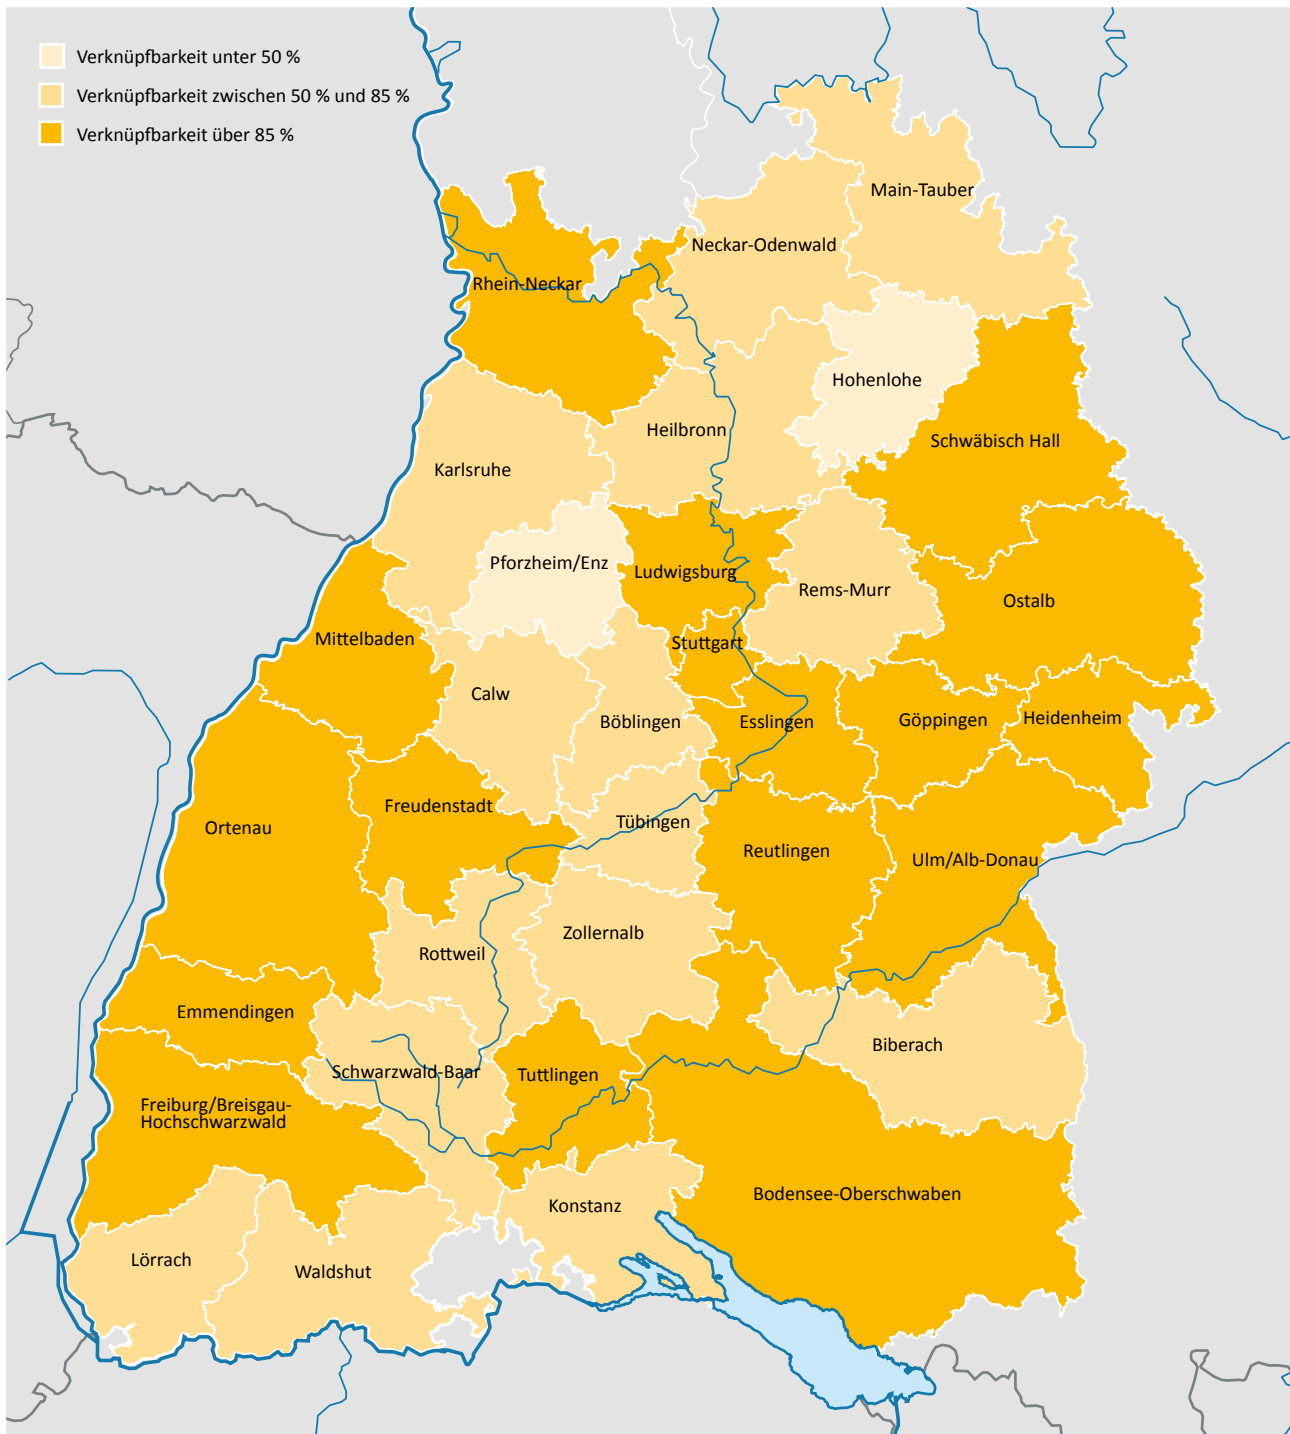 Verknüpfbarkeit unter 50 %
Verknüpfbarkeit zwischen 50 % und 85 %
Verknüpfbarkeit über 85 %
Main-Tauber
Neckar-Odenwald
Rhein-Neckar
Hohenlohe
Heilbronn
Schwäbisch Hall
Karlsruhe
Pforzheim/Enz
Ludwigsburg
Rems-Murr
Ostalb
Mittelbaden
Stuttgart
Calw
Böblingen
Esslingen
Göppingen
Heidenheim
Freudenstadt
Tübingen
Ortenau
Reutlingen
Ulm/Alb-Donau
Zollernalb
Rottweil
Emmendingen
Biberach
Schwarzwald-Baar
Tuttlingen
Freiburg/Breisgau-
Hochschwarzwald
Bodensee-Oberschwaben
Konstanz
Lörrach
Waldshut